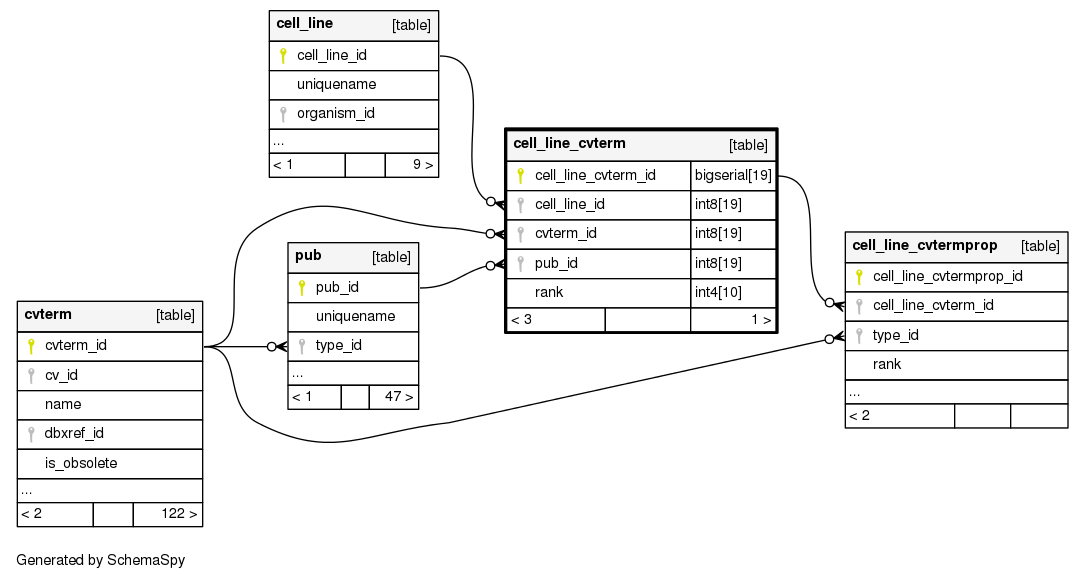 cell_line [table]
cell_line_id
uniquename
organism_id
...
< 1 9 >
cell_line_cvterm [table]
cell_line_cvterm_id bigserial[19]
cell_line_id int8[19]
cvterm_id int8[19]
pub_id int8[19]
rank int4[10]
< 3 1 >
pub [table]
pub_id
uniquename
type_id
...
< 1 47 >
cell_line_cvtermprop [table]
cell_line_cvtermprop_id
cell_line_cvterm_id
type_id
rank
...
< 2
cvterm [table]
cvterm_id
cv_id
name
dbxref_id
is_obsolete
...
< 2 122 >
Generated by SchemaSpy